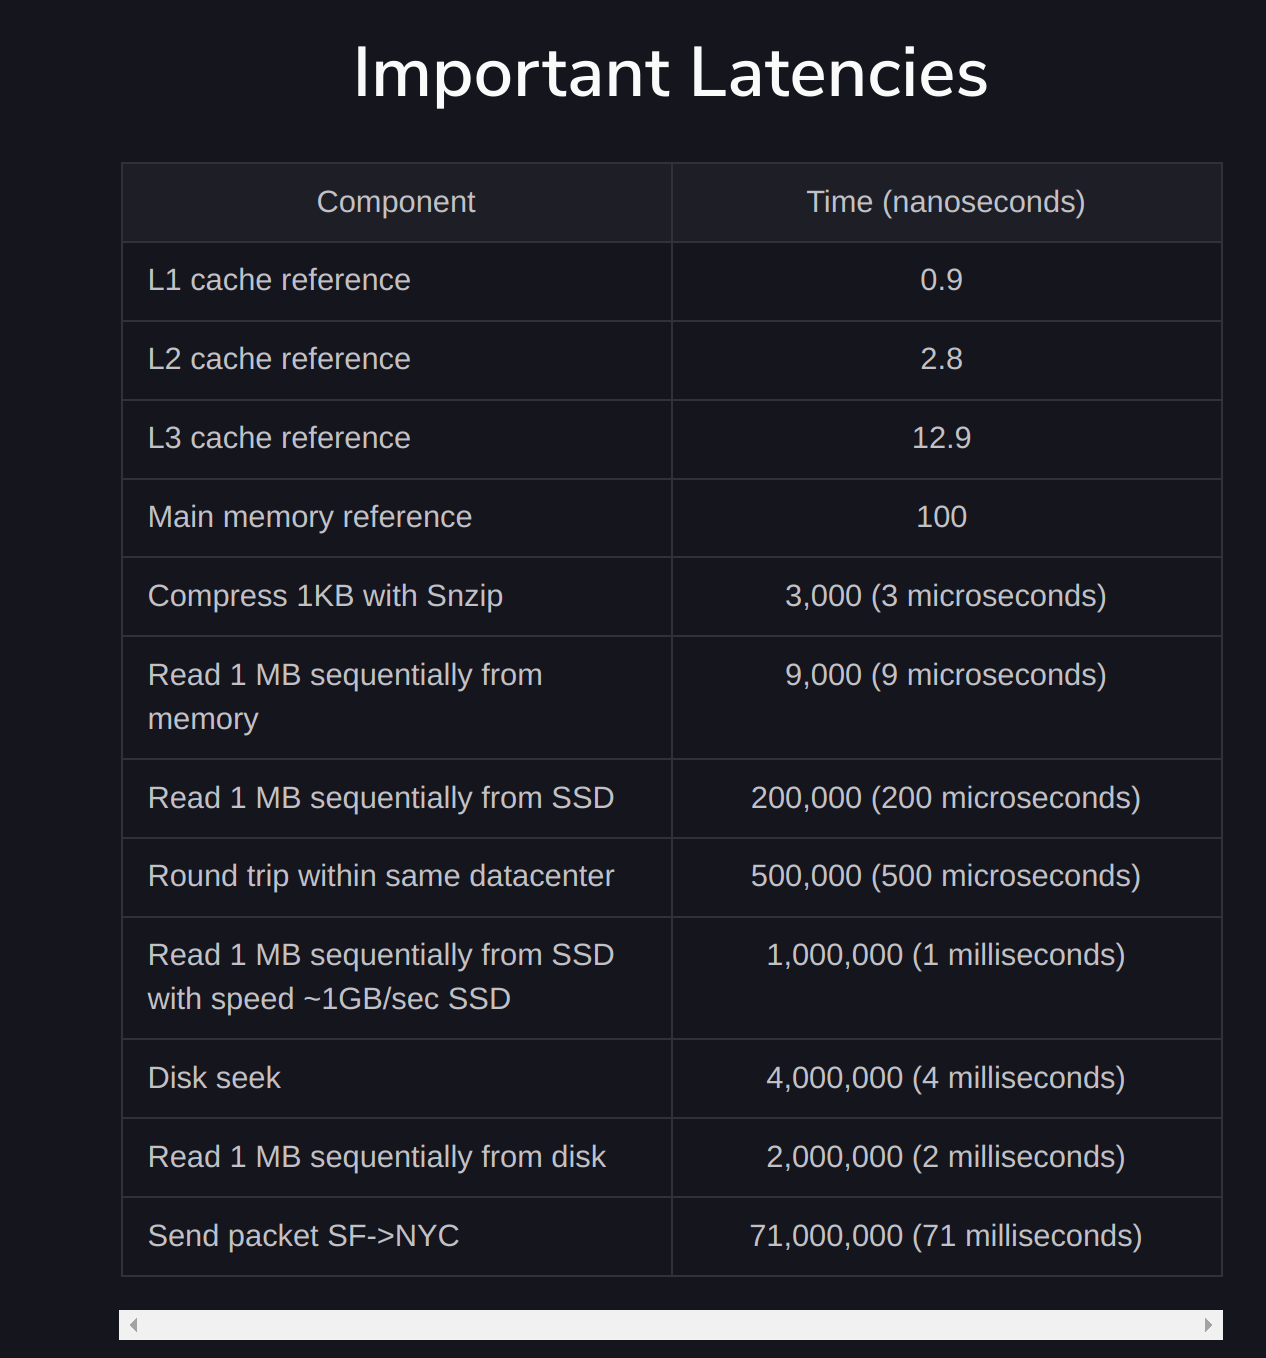 Important Latencies
Component
Time (nanoseconds)
L1 cache reference
0.9
L2 cache reference
2.8
L3 cache reference
12.9
Main memory reference
100
Compress 1KB with Snzip
3,000 (3 microseconds)
Read 1 MB sequentially from
memory
9,000 (9 microseconds)
Read 1 MB sequentially from SSD
200,000 (200 microseconds)
Round trip within same datacenter
500,000 (500 microseconds)
Read 1 MB sequentially from SSD
with speed ~1GB/sec SSD
1,000,000 (1 milliseconds)
Disk seek
4,000,000 (4 milliseconds)
Read 1 MB sequentially from disk
2,000,000 (2 milliseconds)
Send packet SF->NYC
71,000,000 (71 milliseconds)